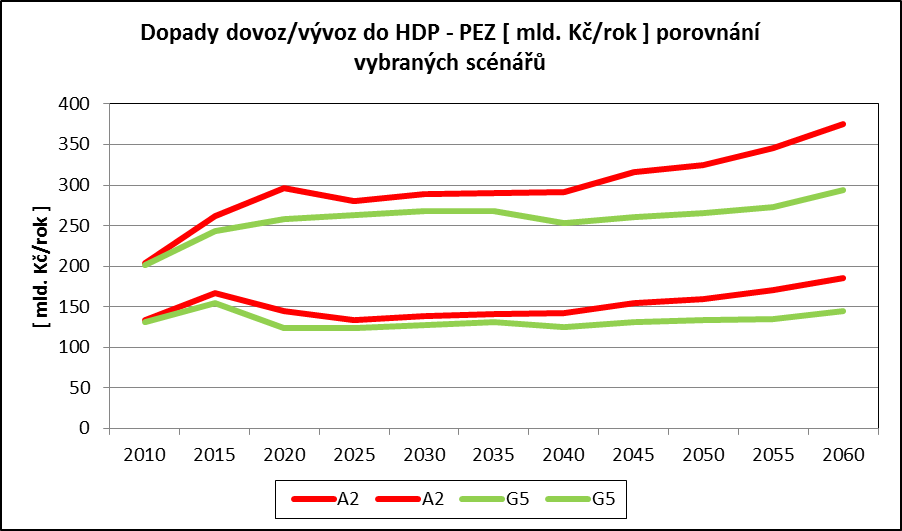 Dopady dovoz/vývoz do HDP - PEZ [ mld. Kč/rok ] porovnání
vybraných scénářů
[ mld. Kč/rok ]
400
350
300
250
200
150
100
50
0
2010 2015 2020 2025 2030 2035 2040 2045 2050 2055 2060
A2 A2 G5 G5